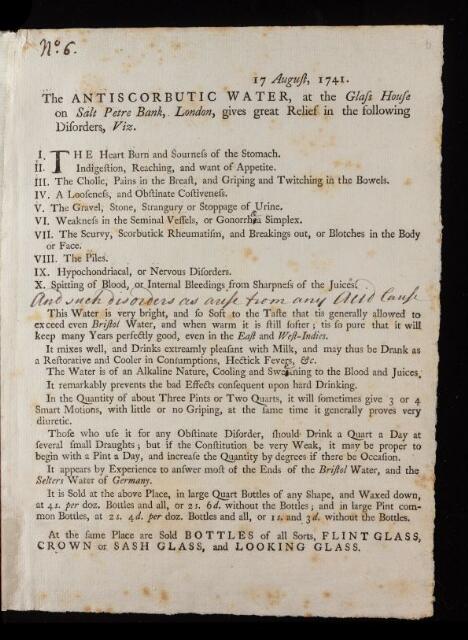 No. 6.
17 August, 1741.
The ANTISCORBUTIC WATER, at the Glass House
on Salt Petre Bank, London, gives great Relief in the following
Disorders, Viz.
I. THE Heart Burn and Sourness of the Stomach.
II. Indigestion, Reaching, and want of Appetite.
III. The Cholic, Pains in the Breast, and Griping and Twitching in the Bowels.
IV. A Looseness, and Obstinate Costiveness.
V. The Gravel, Stone, Strangury or Stoppage of Urine.
VI. Weakness in the Seminal Vessels, or Gonorrhea Simplex.
VII. The Scurvy, Scorbutick Rheumatism, and Breakings out, or Blotches in the Body
or Face.
VIII. The Piles.
IX. Hypochondriacal, or Nervous Disorders.
X. Spitting of Blood, or Internal Bleedings from Sharpness of the Juices.
And such disorders as arise from any Acid Cause
This Water is very bright, and so Soft to the Taste that tis generally allowed to
exceed even Bristol Water, and when warm it is still softer; tis so pure that it will
keep many Years perfectly good, even in the East and West-Indies.
It mixes well, and Drinks extreamly pleasant with Milk, and may thus be Drank as
a Restorative and Cooler in Consumptions, Hectick Fevers, &c.
The Water is of an Alkaline Nature, Cooling and Sweetning to the Blood and Juices,
It remarkably prevents the bad Effects consequent upon hard Drinking.
In the Quantity of about Three Pints or Two Quarts, it will sometimes give 3 or 4
Smart Motions, with little or no Griping, at the same time it generally proves very
diuretic.
Those who use it for any Obstinate Disorder, should Drink a Quart a Day at
several small Draughts; but if the Constitution be very Weak, it may be proper to
begin with a Pint a Day, and increase the Quantity by degrees if there be Occasion.
It appears by Experience to answer most of the Ends of the Bristol Water, and the
Selters Water of Germany.
It is Sold at the above Place, in large Quart Bottles of any Shape, and Waxed down,
at 4s. per doz. Bottles and all, or 2s. 6d. without the Bottles; and in large Pint com-
mon Bottles, at 2s. 4d. per doz. Bottles and all, or 1s. and 3d. without the Bottles.
At the same Place are Sold BOTTLES of all Sorts, FLINT GLASS,
CROWN or SASH GLASS, and LOOKING GLASS.